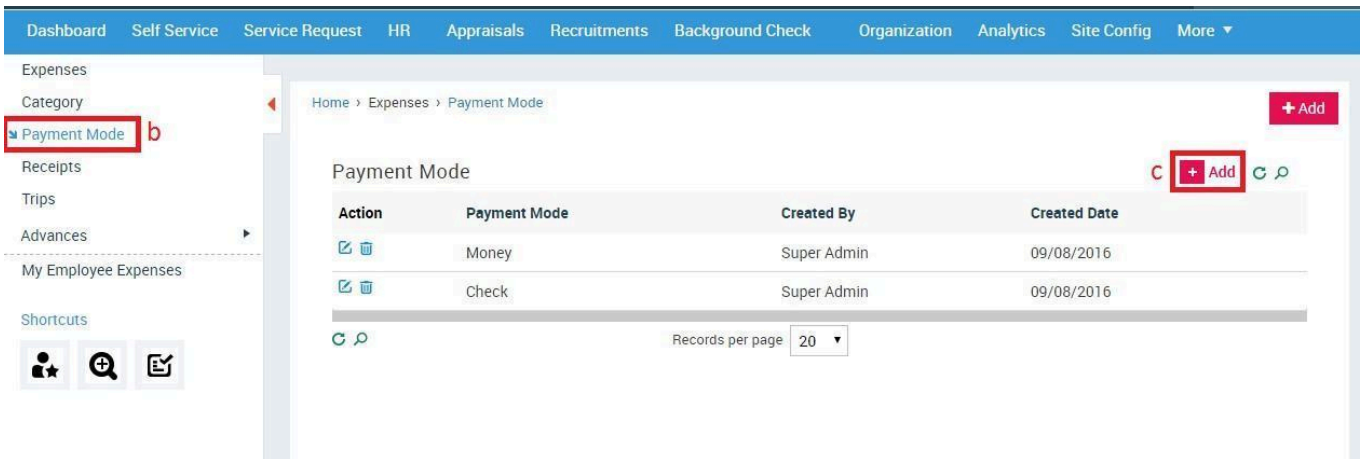 Dashboard Self Service Service Request HR Appraisals Recruitments Background Check Organization Analytics Site Config More ▼
Expenses
Category
Payment Mode b
Receipts
Trips
Advances
My Employee Expenses
Shortcuts
Home › Expenses › Payment Mode
+ Add
Payment Mode
c + Add
Action Payment Mode Created By Created Date
Money Super Admin 09/08/2016
Check Super Admin 09/08/2016
Records per page 20 ▼